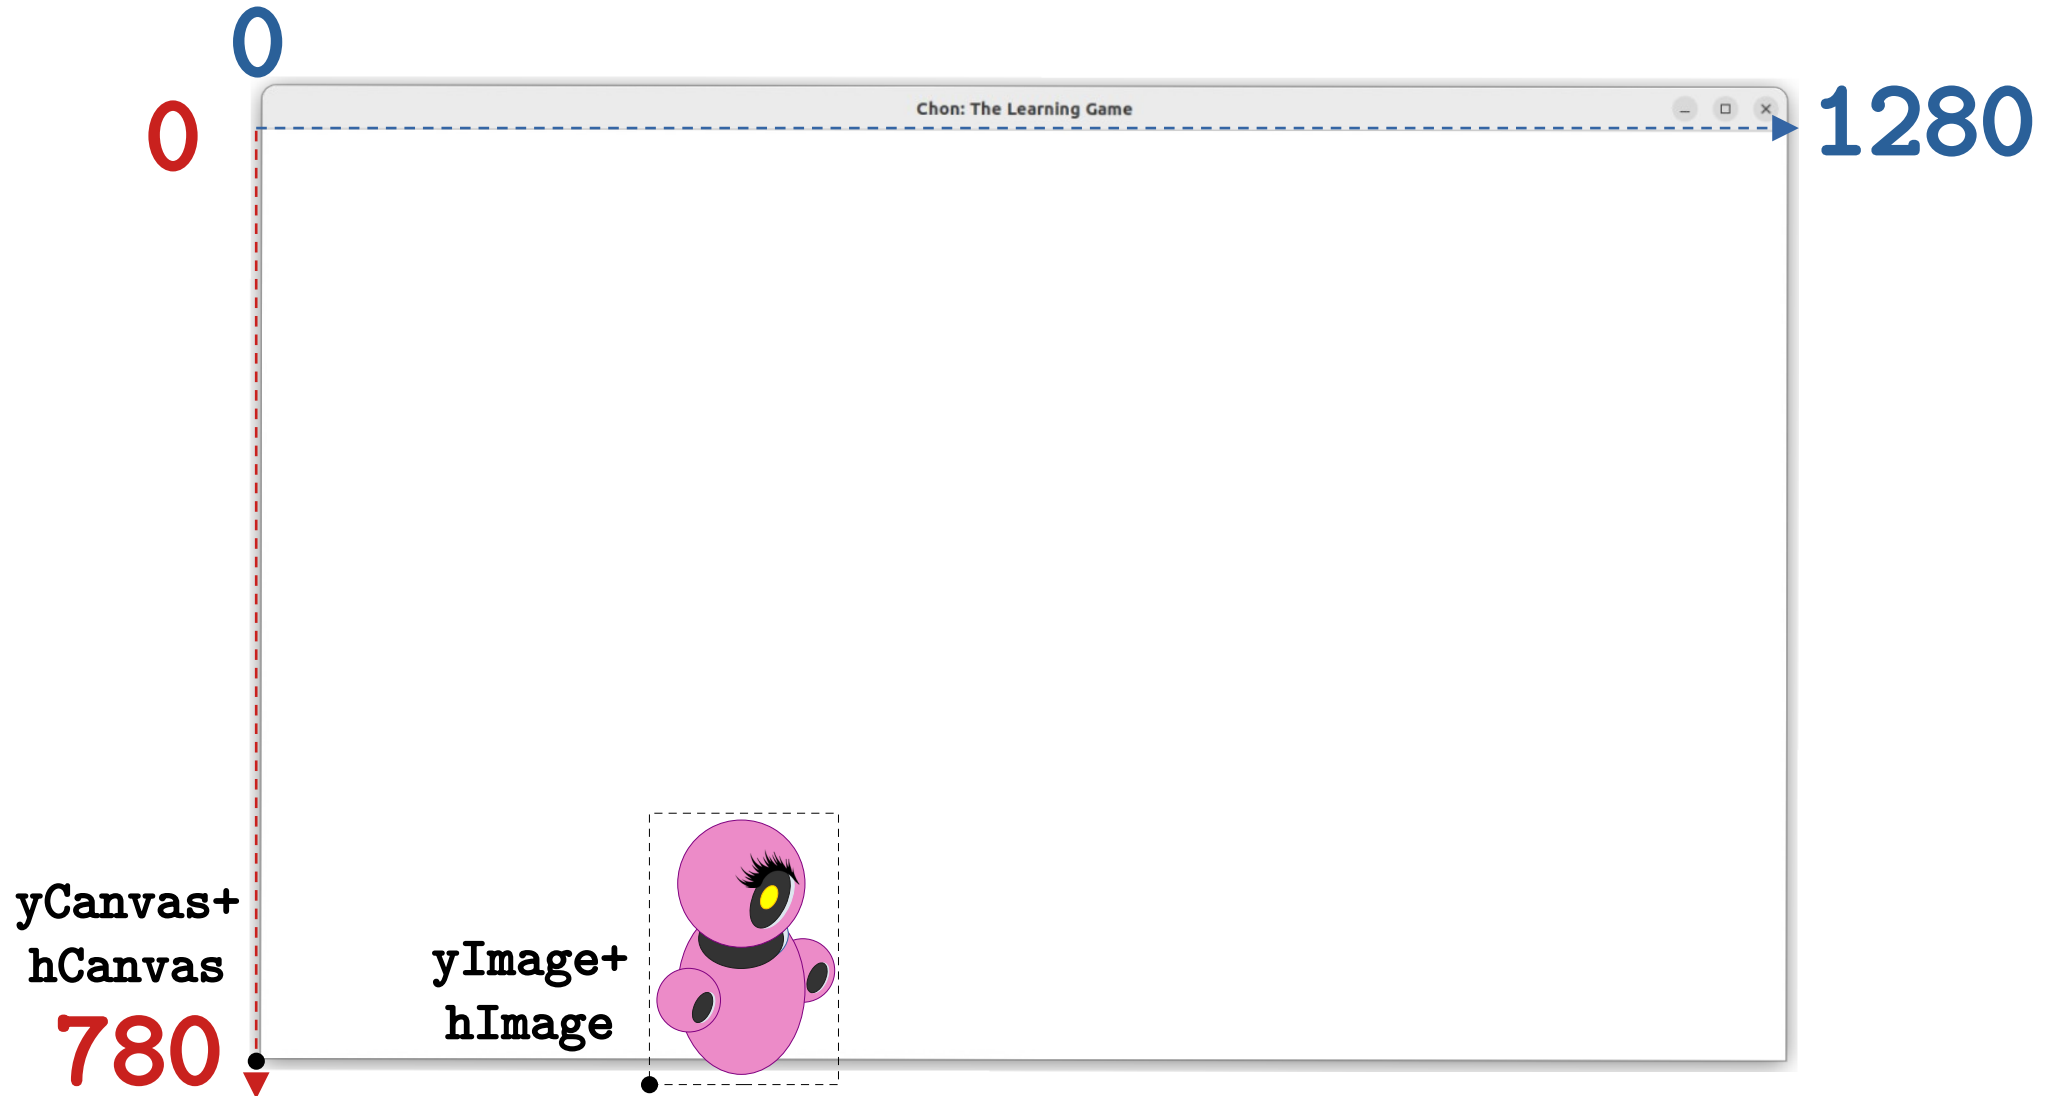 0
0
Chon: The Learning Game
1280
yCanvas+
hCanvas
780
yImage+
hImage